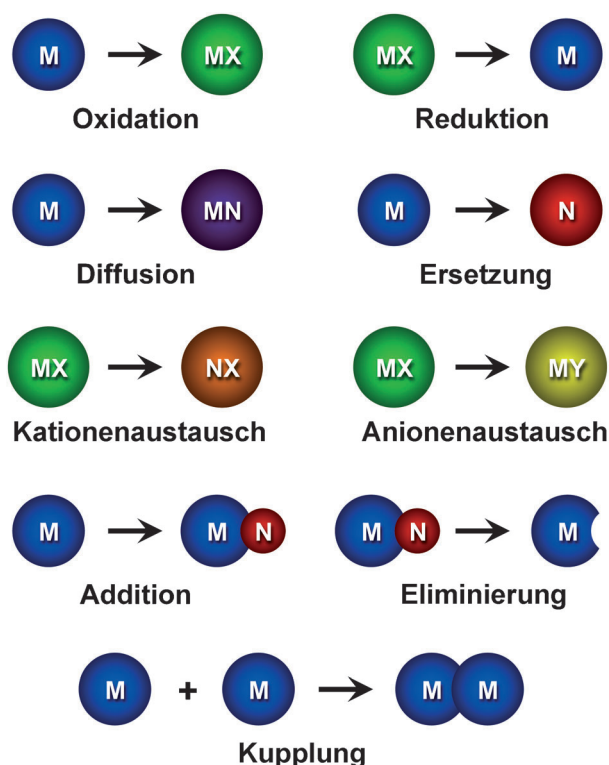 M → MX
MX → M
Oxidation
Reduktion
M → MN
M → N
Diffusion
Ersetzung
MX → NX
MX → MY
Kationenaustausch
Anionenaustausch
M → M N
M N → M
Addition
Eliminierung
M + M → M M
Kupplung